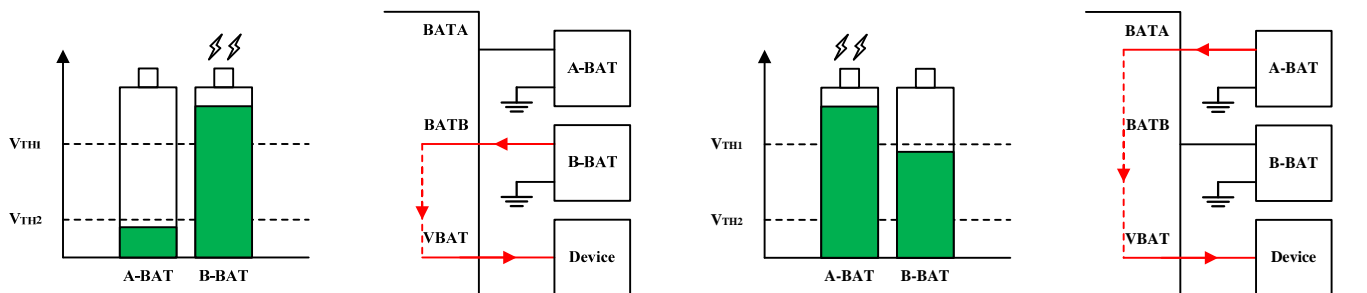 VTH1
VTH2
A-BAT
B-BAT
BATA
A-BAT
BATB
B-BAT
VBAT
Device
VTH1
VTH2
A-BAT
B-BAT
BATA
A-BAT
BATB
B-BAT
VBAT
Device